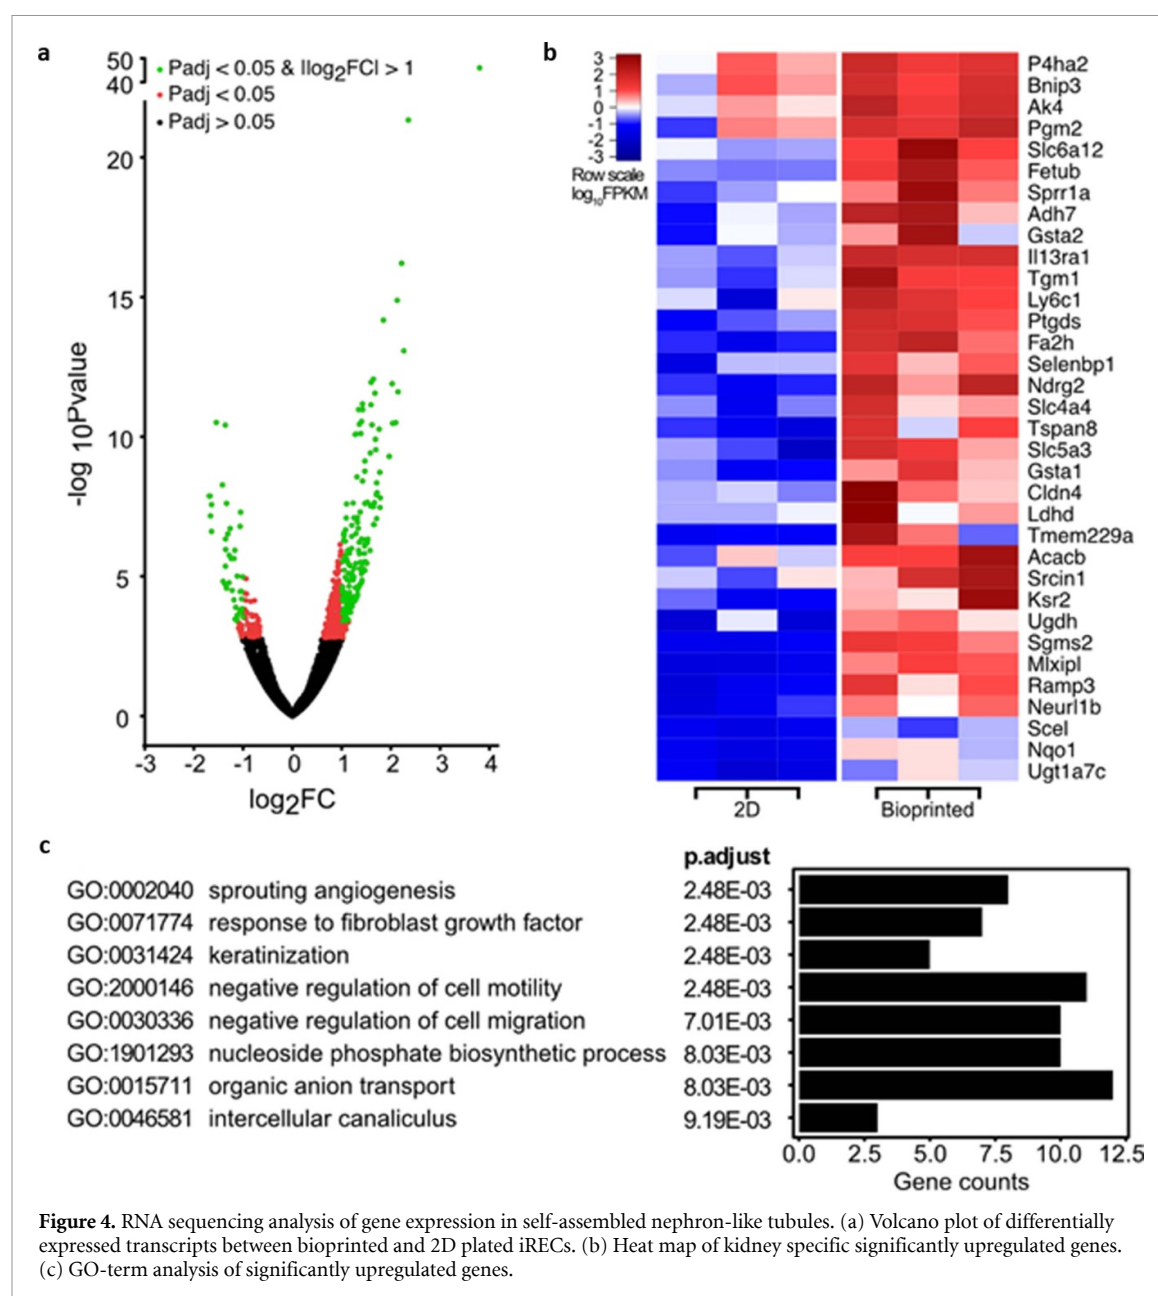 a
50
40
20
15
10
5
0
-log 10Pvalue
Padj < 0.05 & |log2FC| > 1
Padj < 0.05
Padj > 0.05
-3 -2 -1 0 1 2 3 4
log2FC
b
3
2
1
0
-1
-2
-3
Row scale
log10FPKM
P4ha2
Bnip3
Ak4
Pgm2
Slc6a12
Fetub
Sprr1a
Adh7
Gsta2
Il13ra1
Tgm1
Ly6c1
Ptgds
Fa2h
Selenbp1
Ndrg2
Slc4a4
Tspan8
Slc5a3
Gsta1
Cldn4
Ldhd
Tmem229a
Acacb
Srcin1
Ksr2
Ugdh
Sgms2
Mlxipl
Ramp3
Neurl1b
Scel
Nqo1
Ugt1a7c
2D Bioprinted
c
p.adjust
GO:0002040 sprouting angiogenesis 2.48E-03
GO:0071774 response to fibroblast growth factor 2.48E-03
GO:0031424 keratinization 2.48E-03
GO:2000146 negative regulation of cell motility 2.48E-03
GO:0030336 negative regulation of cell migration 7.01E-03
GO:1901293 nucleoside phosphate biosynthetic process 8.03E-03
GO:0015711 organic anion transport 8.03E-03
GO:0046581 intercellular canaliculus 9.19E-03
0.0 2.5 5.0 7.5 10.0 12.5
Gene counts
Figure 4. RNA sequencing analysis of gene expression in self-assembled nephron-like tubules. (a) Volcano plot of differentially
expressed transcripts between bioprinted and 2D plated iRECs. (b) Heat map of kidney specific significantly upregulated genes.
(c) GO-term analysis of significantly upregulated genes.